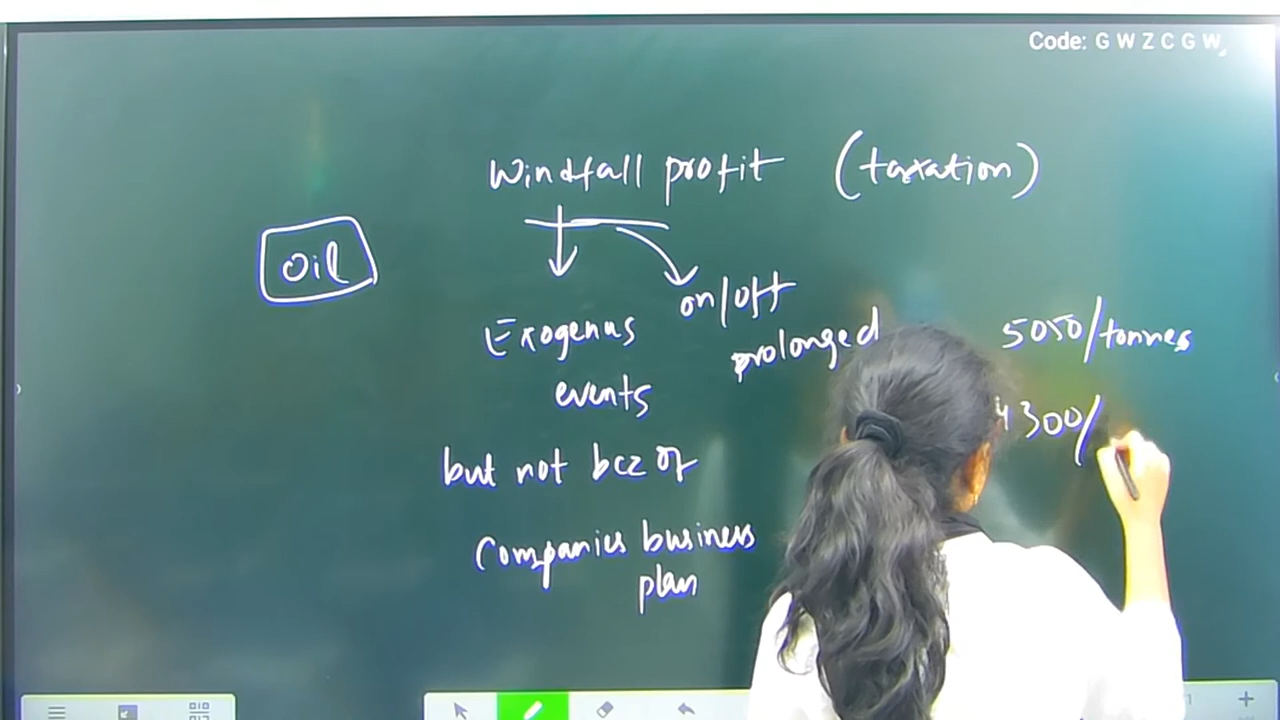 Code: G W Z C G W
Windfall profit (taxation)
Oil
on/off
prolonged
Exogenus
events
but not bcz of
Companies business
plan
5050/tonnes
4300/